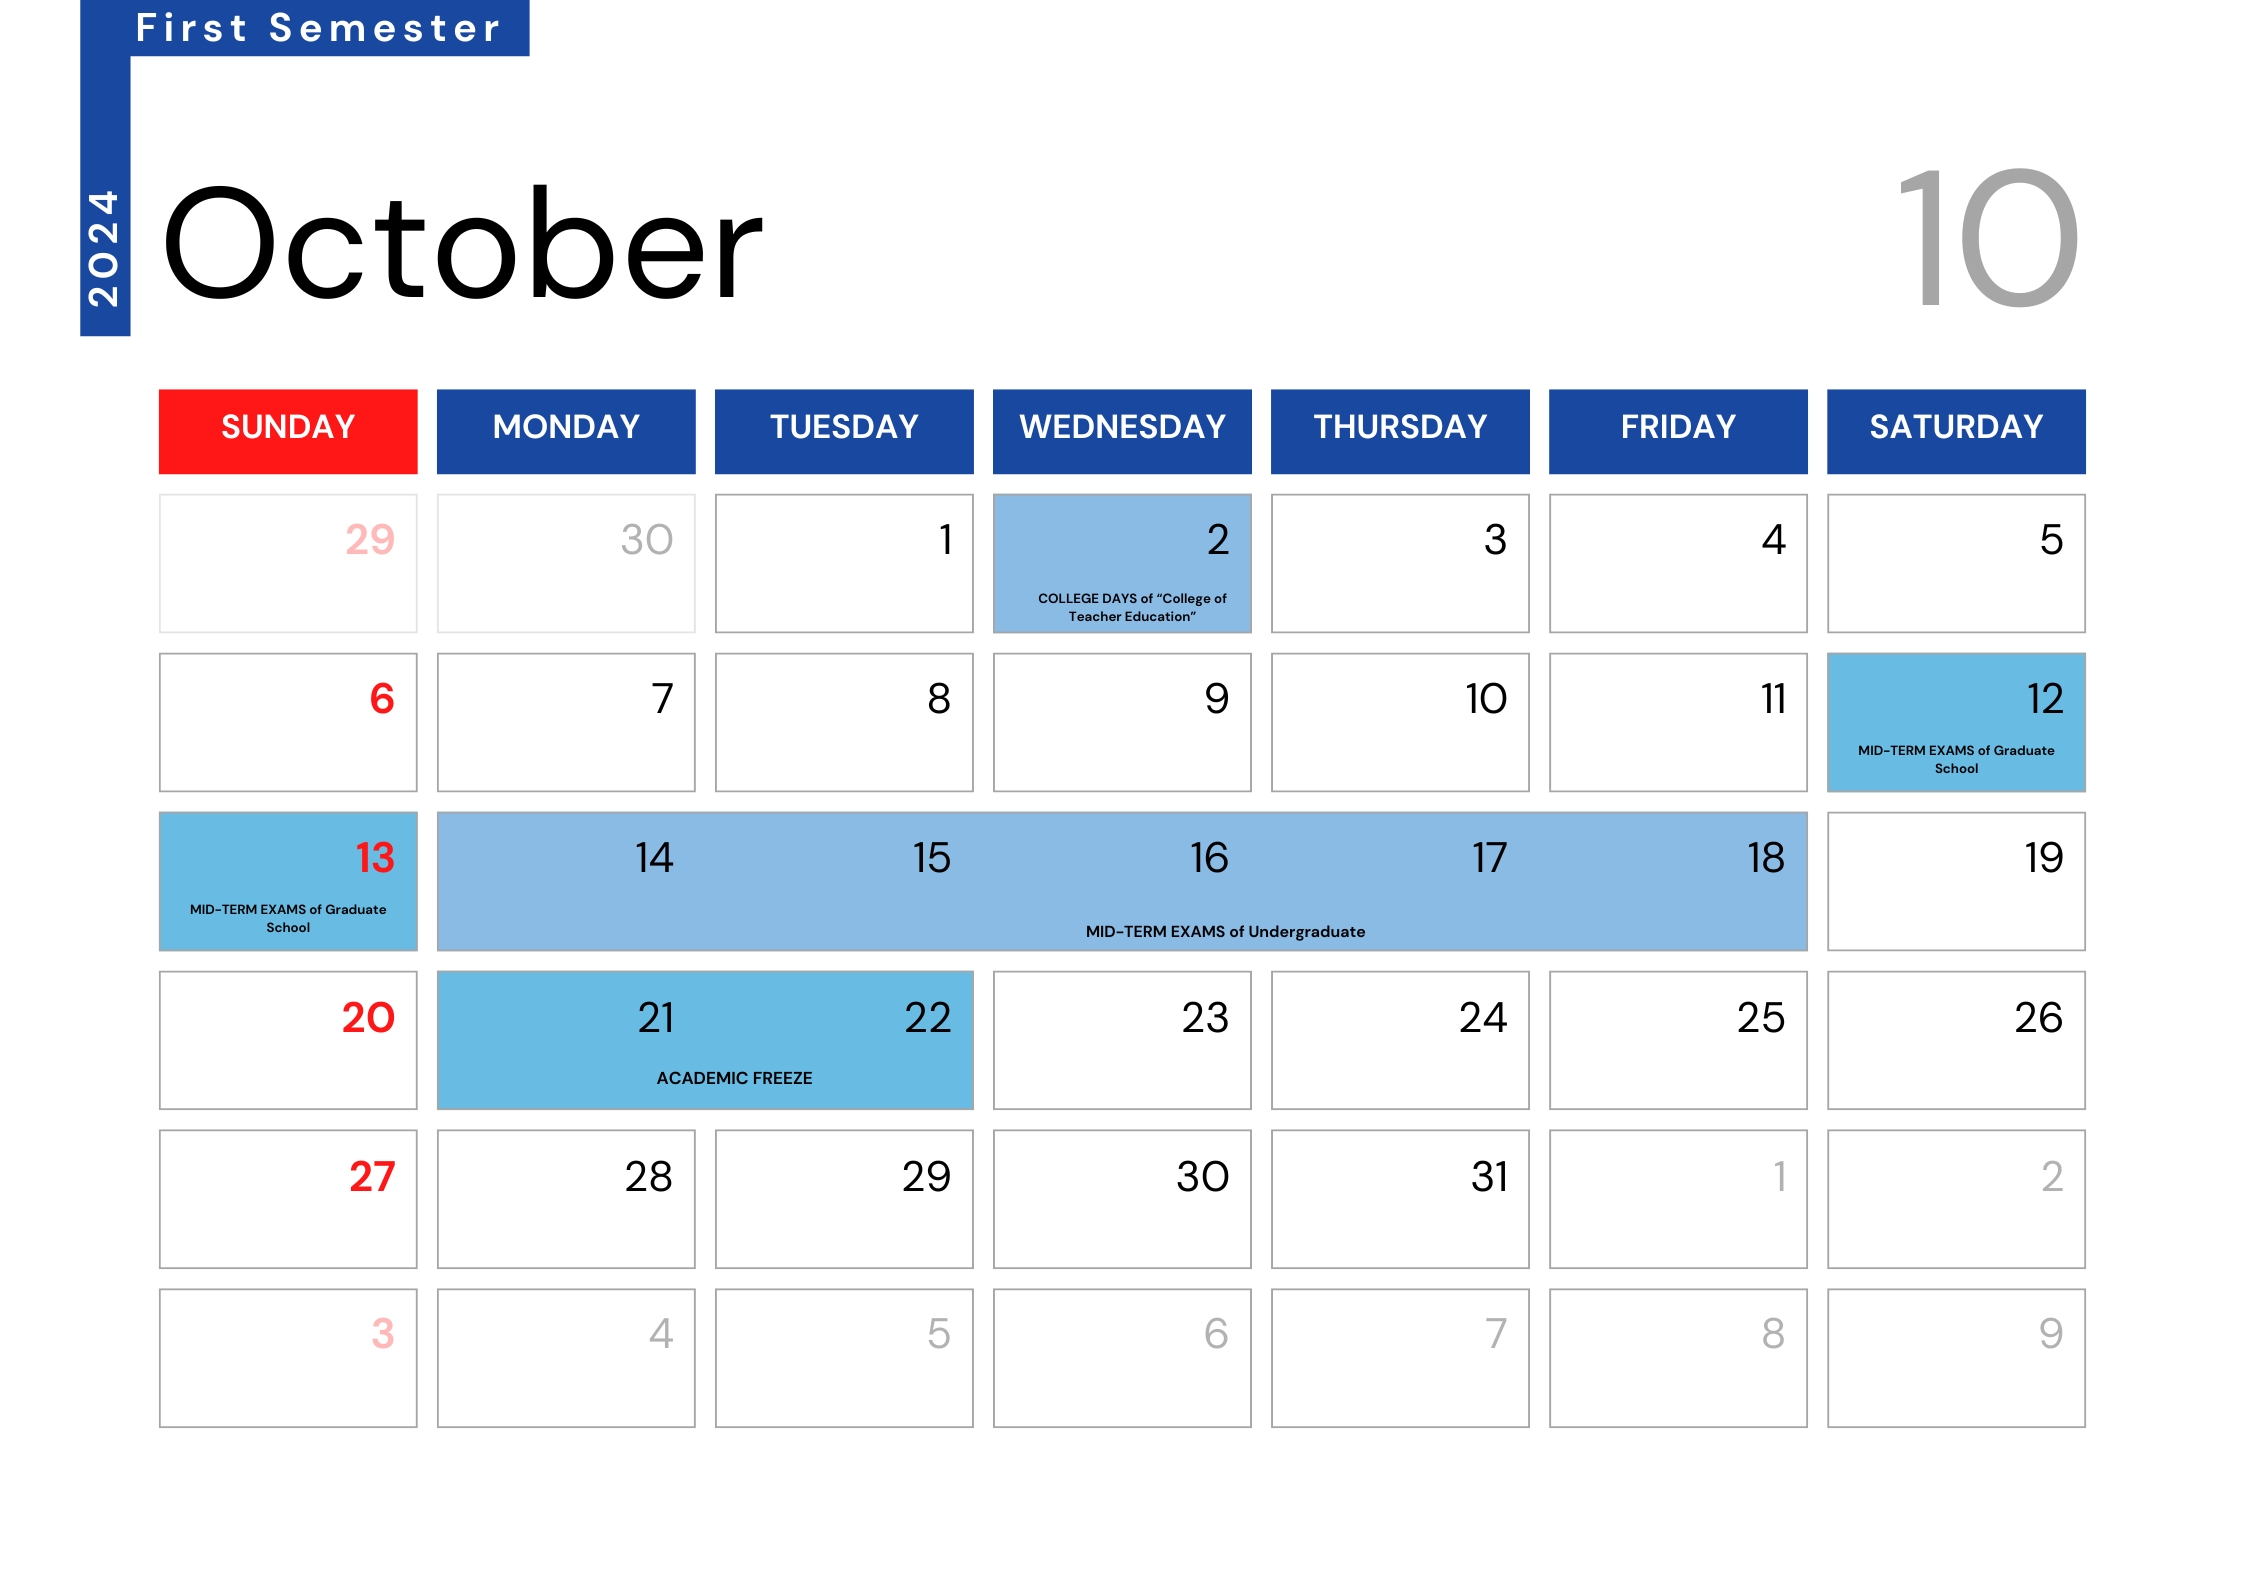 First Semester
2024
October
10
SUNDAY MONDAY TUESDAY WEDNESDAY THURSDAY FRIDAY SATURDAY
29 30 1 2 3 4 5
COLLEGE DAYS of “College of
Teacher Education”
6 7 8 9 10 11 12
MID-TERM EXAMS of Graduate
School
13 14 15 16 17 18 19
MID-TERM EXAMS of Graduate
School
MID-TERM EXAMS of Undergraduate
20 21 22 23 24 25 26
ACADEMIC FREEZE
27 28 29 30 31 1 2
3 4 5 6 7 8 9